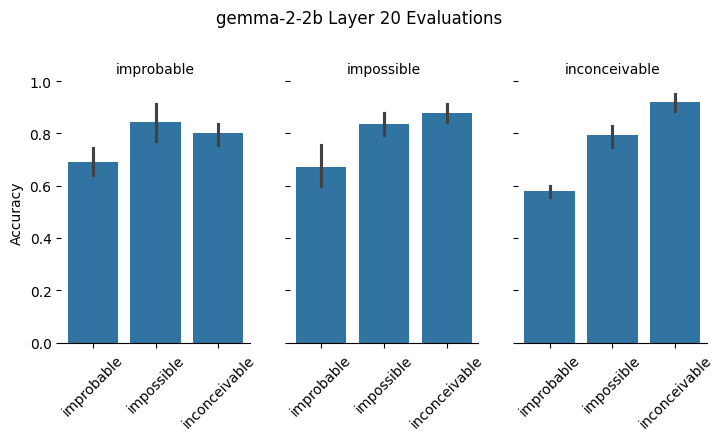 gemma-2-2b Layer 20 Evaluations
improbable
impossible
inconceivable
Accuracy
1.0
0.8
0.6
0.4
0.2
0.0
improbable
impossible
inconceivable
improbable
impossible
inconceivable
improbable
impossible
inconceivable